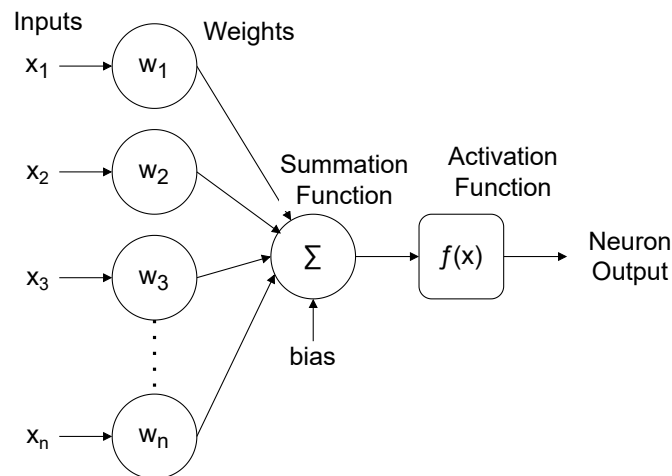 Inputs
Weights
x₁
w₁
x₂
w₂
x₃
w₃
xₙ
wₙ
Summation
Function
Σ
bias
Activation
Function
f(x)
Neuron
Output